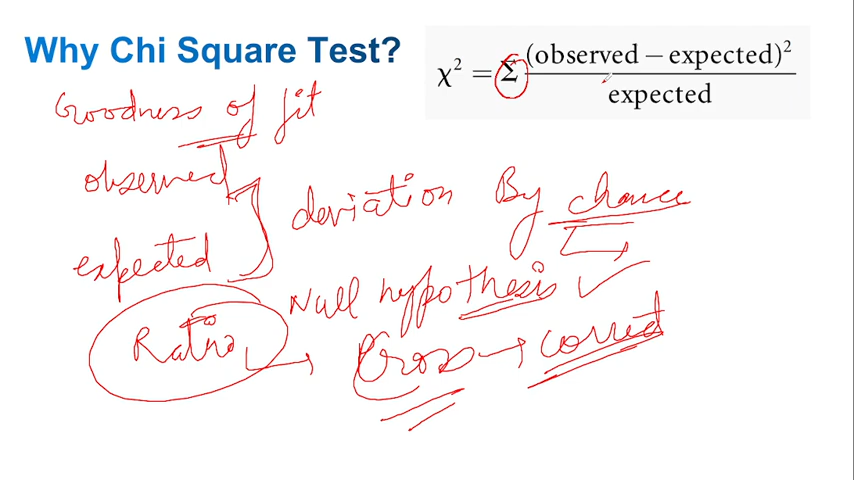 Why Chi Square Test?
χ² = Σ (observed − expected)² / expected
Goodness of fit
observed
expected
deviation By chance
Null hypothesis ✓
Ratio → Cross → correct